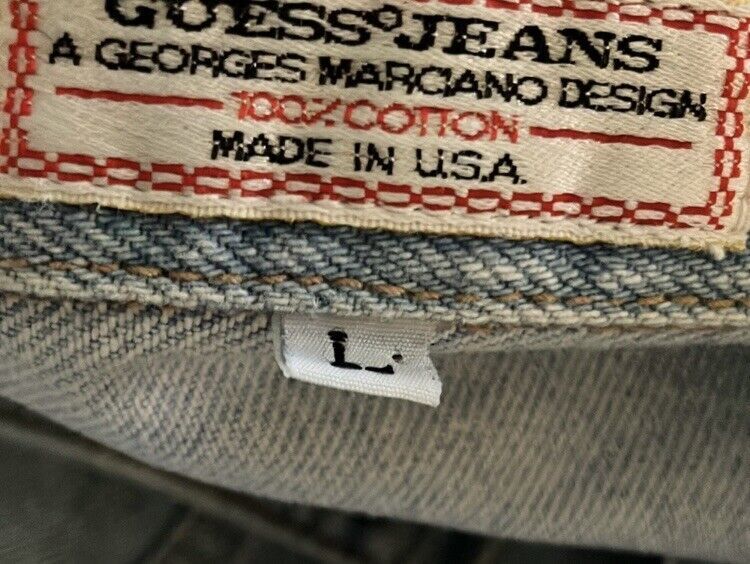 GUESS® JEANS
A GEORGES MARCIANO DESIGN
100% COTTON
MADE IN U.S.A.
L